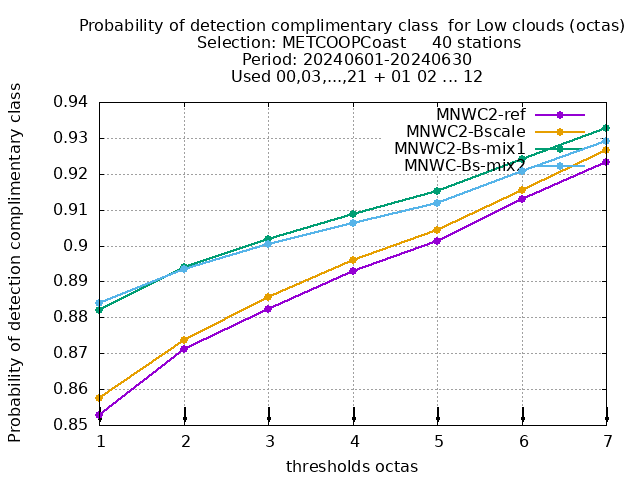 Probability of detection complimentary class  for Low clouds (octas)
Selection: METCOOPCoast     40 stations
Period: 20240601-20240630
Used 00,03,...,21 + 01 02 ... 12
Probability of detection complimentary class
0.94
0.93
0.92
0.91
0.9
0.89
0.88
0.87
0.86
0.85
MNWC2-ref
MNWC2-Bscale
MNWC2-Bs-mix1
MNWC-Bs-mix2
1 2 3 4 5 6 7
thresholds octas